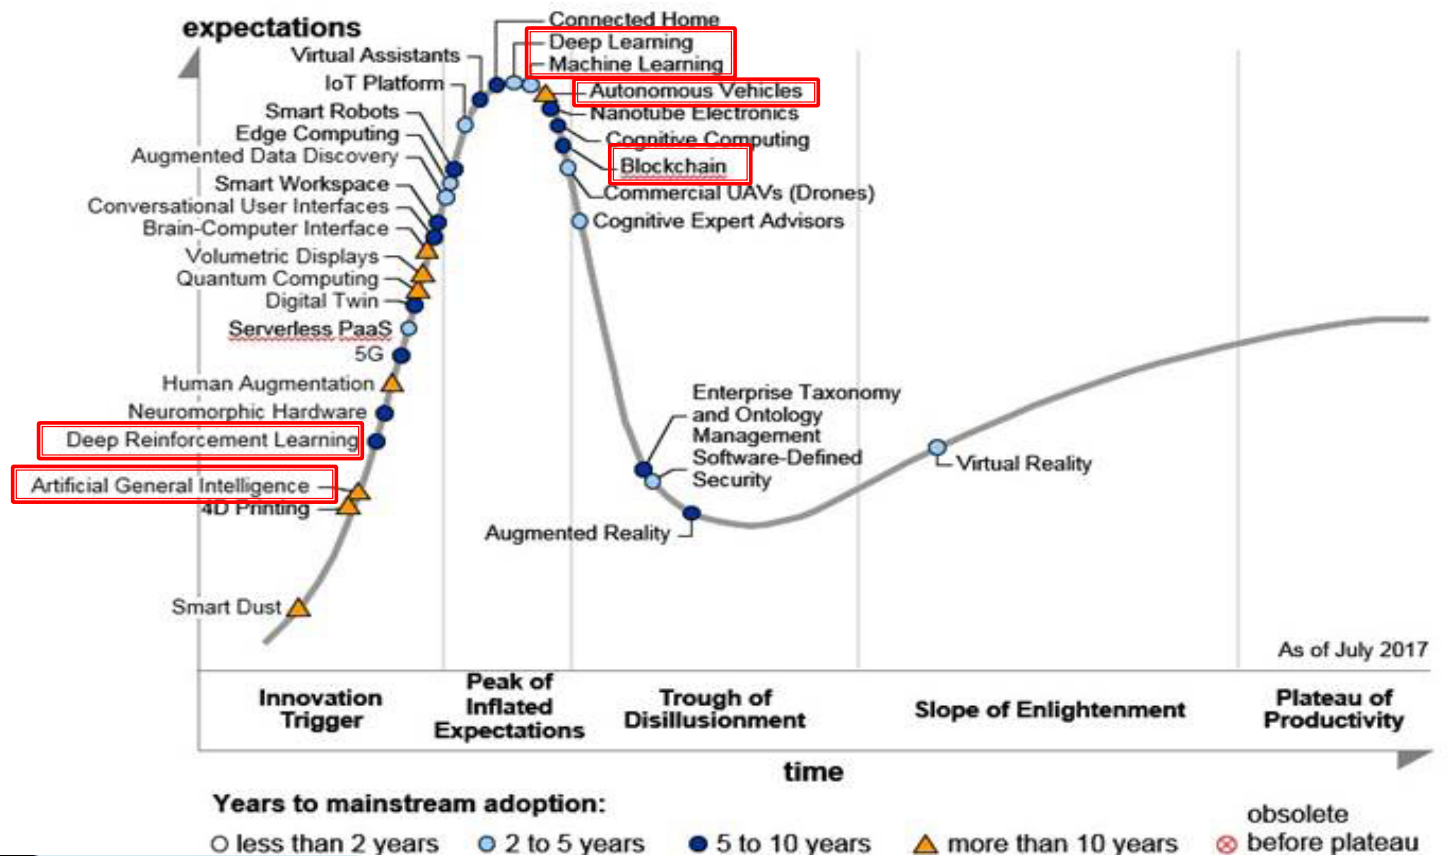 expectations
Connected Home
Deep Learning
Machine Learning
Autonomous Vehicles
Nanotube Electronics
Cognitive Computing
Blockchain
Commercial UAVs (Drones)
Cognitive Expert Advisors
Virtual Assistants
IoT Platform
Smart Robots
Edge Computing
Augmented Data Discovery
Smart Workspace
Conversational User Interfaces
Brain-Computer Interface
Volumetric Displays
Quantum Computing
Digital Twin
Serverless PaaS
5G
Human Augmentation
Neuromorphic Hardware
Deep Reinforcement Learning
Artificial General Intelligence
4D Printing
Smart Dust
Enterprise Taxonomy
and Ontology
Management
Software-Defined
Security
Augmented Reality
Virtual Reality
As of July 2017
Innovation
Trigger
Peak of
Inflated
Expectations
Trough of
Disillusionment
Slope of Enlightenment
Plateau of
Productivity
time
Years to mainstream adoption:
less than 2 years
2 to 5 years
5 to 10 years
more than 10 years
obsolete
before plateau